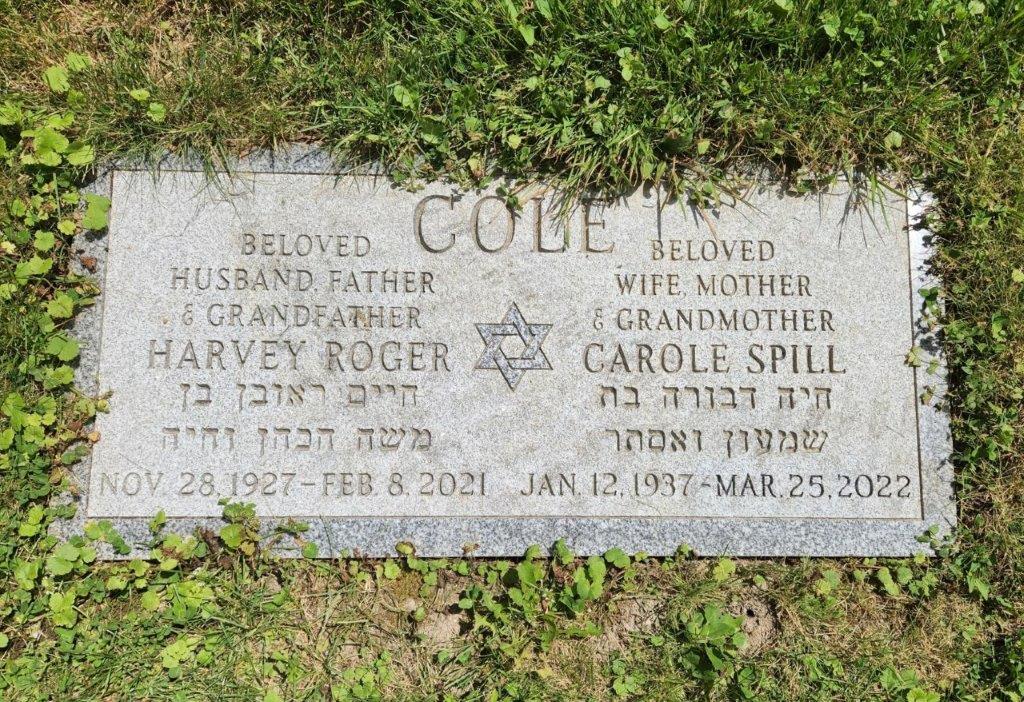 COLE
BELOVED
HUSBAND, FATHER
& GRANDFATHER
HARVEY ROGER
חיים ראובן בן
משה הכהן וחיה
NOV. 28, 1927–FEB 8, 2021
BELOVED
WIFE, MOTHER
& GRANDMOTHER
CAROLE SPILL
חיה דבורה בת
שמעון ואסתר
JAN. 12, 1937–MAR. 25, 2022